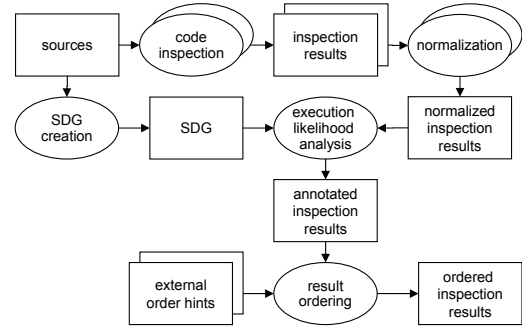 sources
code
inspection
inspection
results
normalization
SDG
creation
SDG
execution
likelihood
analysis
normalized
inspection
results
annotated
inspection
results
external
order hints
result
ordering
ordered
inspection
results